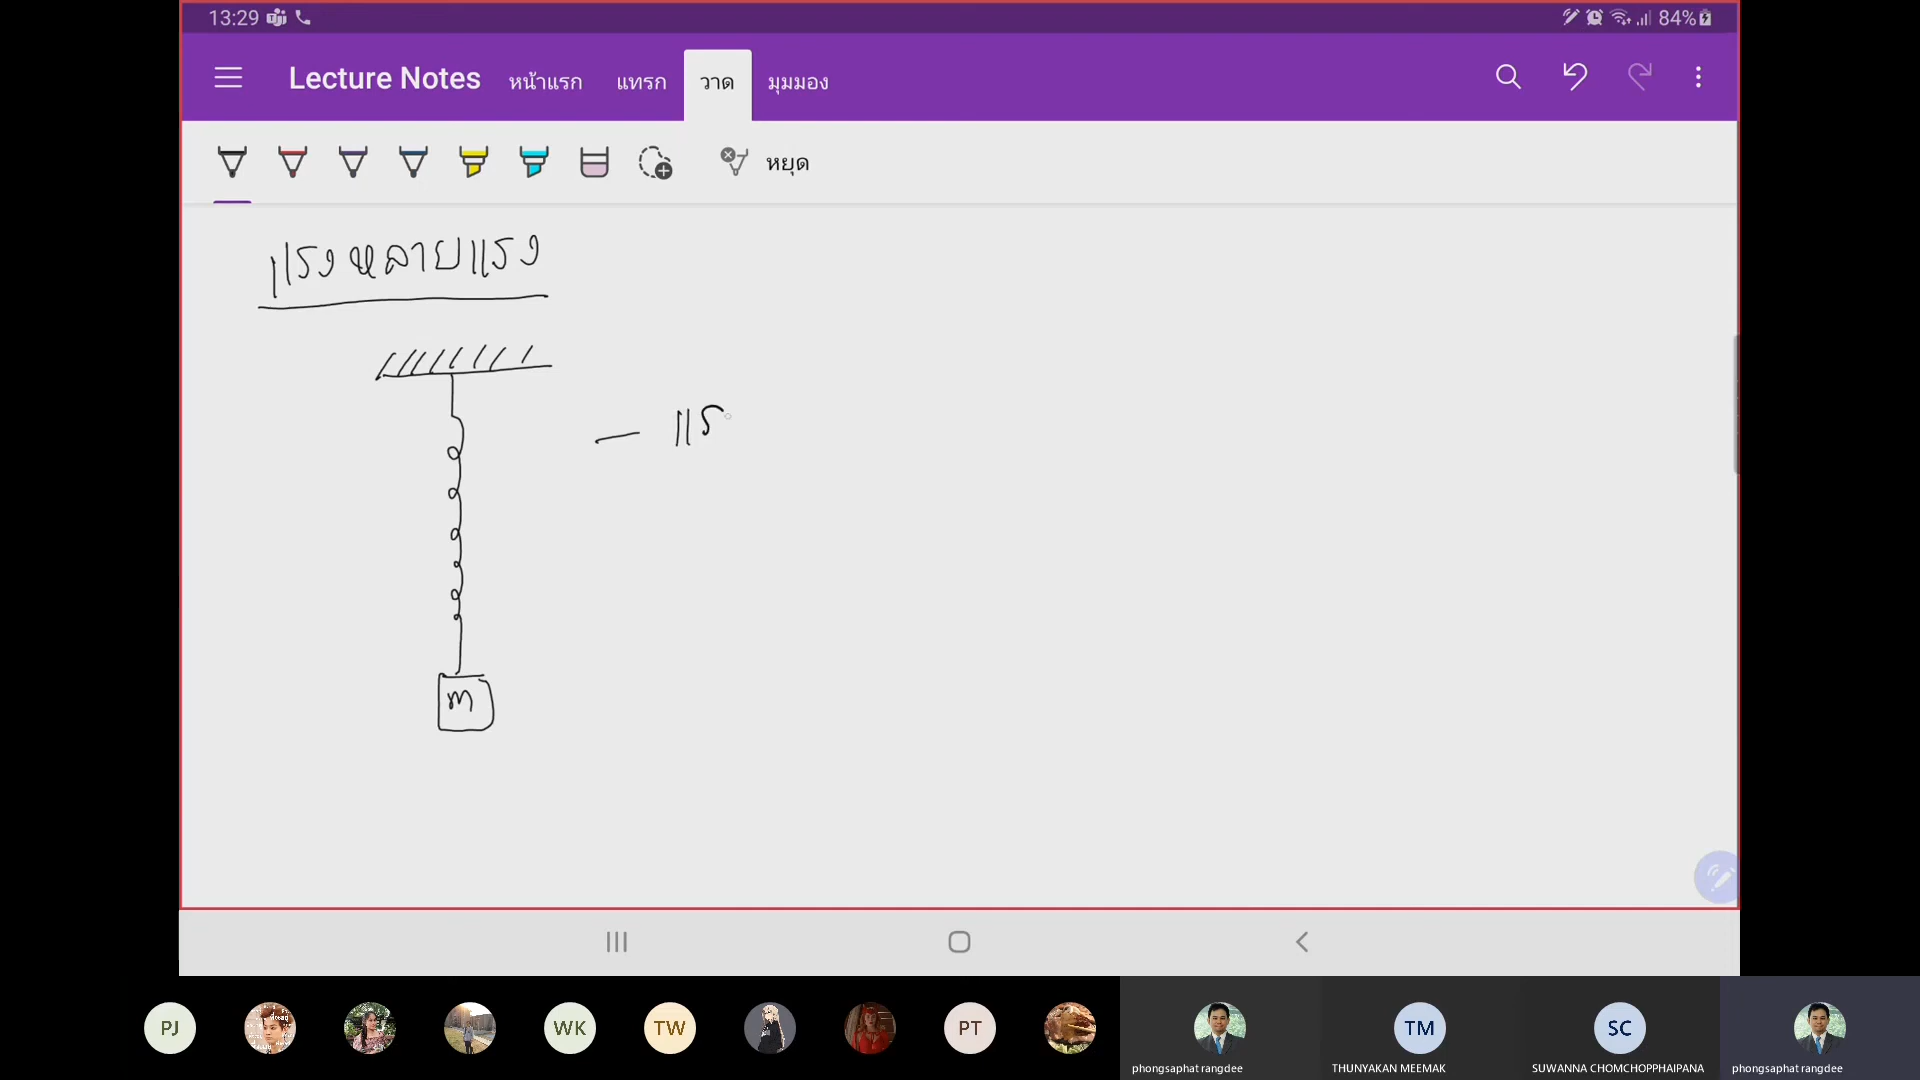 13:29 84%
Lecture Notes หน้าแรก แทรก วาด มุมมอง
หยุด
แรงหลายแรง
— แร
m
PJ WK TW PT TM SC
phongsaphat rangdee THUNYAKAN MEEMAK SUWANNA CHOMCHOPPHAIPANA phongsaphat rangdee